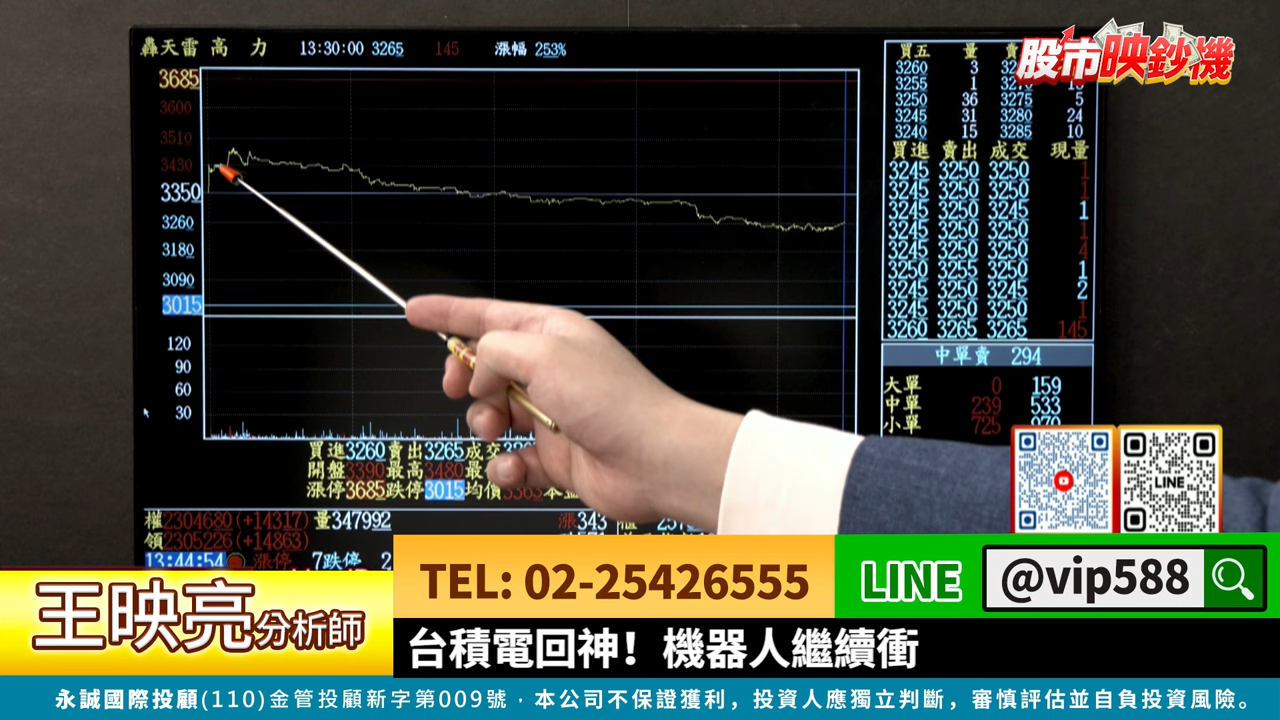 轟天雷 高 力 13:30:00 3265 145 漲幅 253%
股市映鈔機
3685
3600
3510
3430
3350
3260
3180
3090
3015
120
90
60
30
買五 量 賣
3260 3
3255 1
3250 36 3275 5
3245 31 3280 24
3240 15 3285 10
買進 賣出 成交 現量
3245 3250 3250 1
3245 3250 3250 1
3245 3250 3245 1
3245 3250 3250 1
3245 3250 3250 4
3250 3255 3250 1
3245 3250 3245 2
3245 3250 3250 1
3260 3265 3265 145
中單賣 294
大單 0 159
中單 239 533
小單 725
買進3260 賣出3265 成交
開盤3390 最高3480 最
漲停3685 跌停3015 均價
權2304680(+14317) 量347992 漲343
領2305226(+14863)
13:44:54 漲停 7跌停 2
LINE
TEL: 02-25426555
LINE @vip588
王映亮分析師
台積電回神！機器人繼續衝
永誠國際投顧(110)金管投顧新字第009號，本公司不保證獲利，投資人應獨立判斷，審慎評估並自負投資風險。